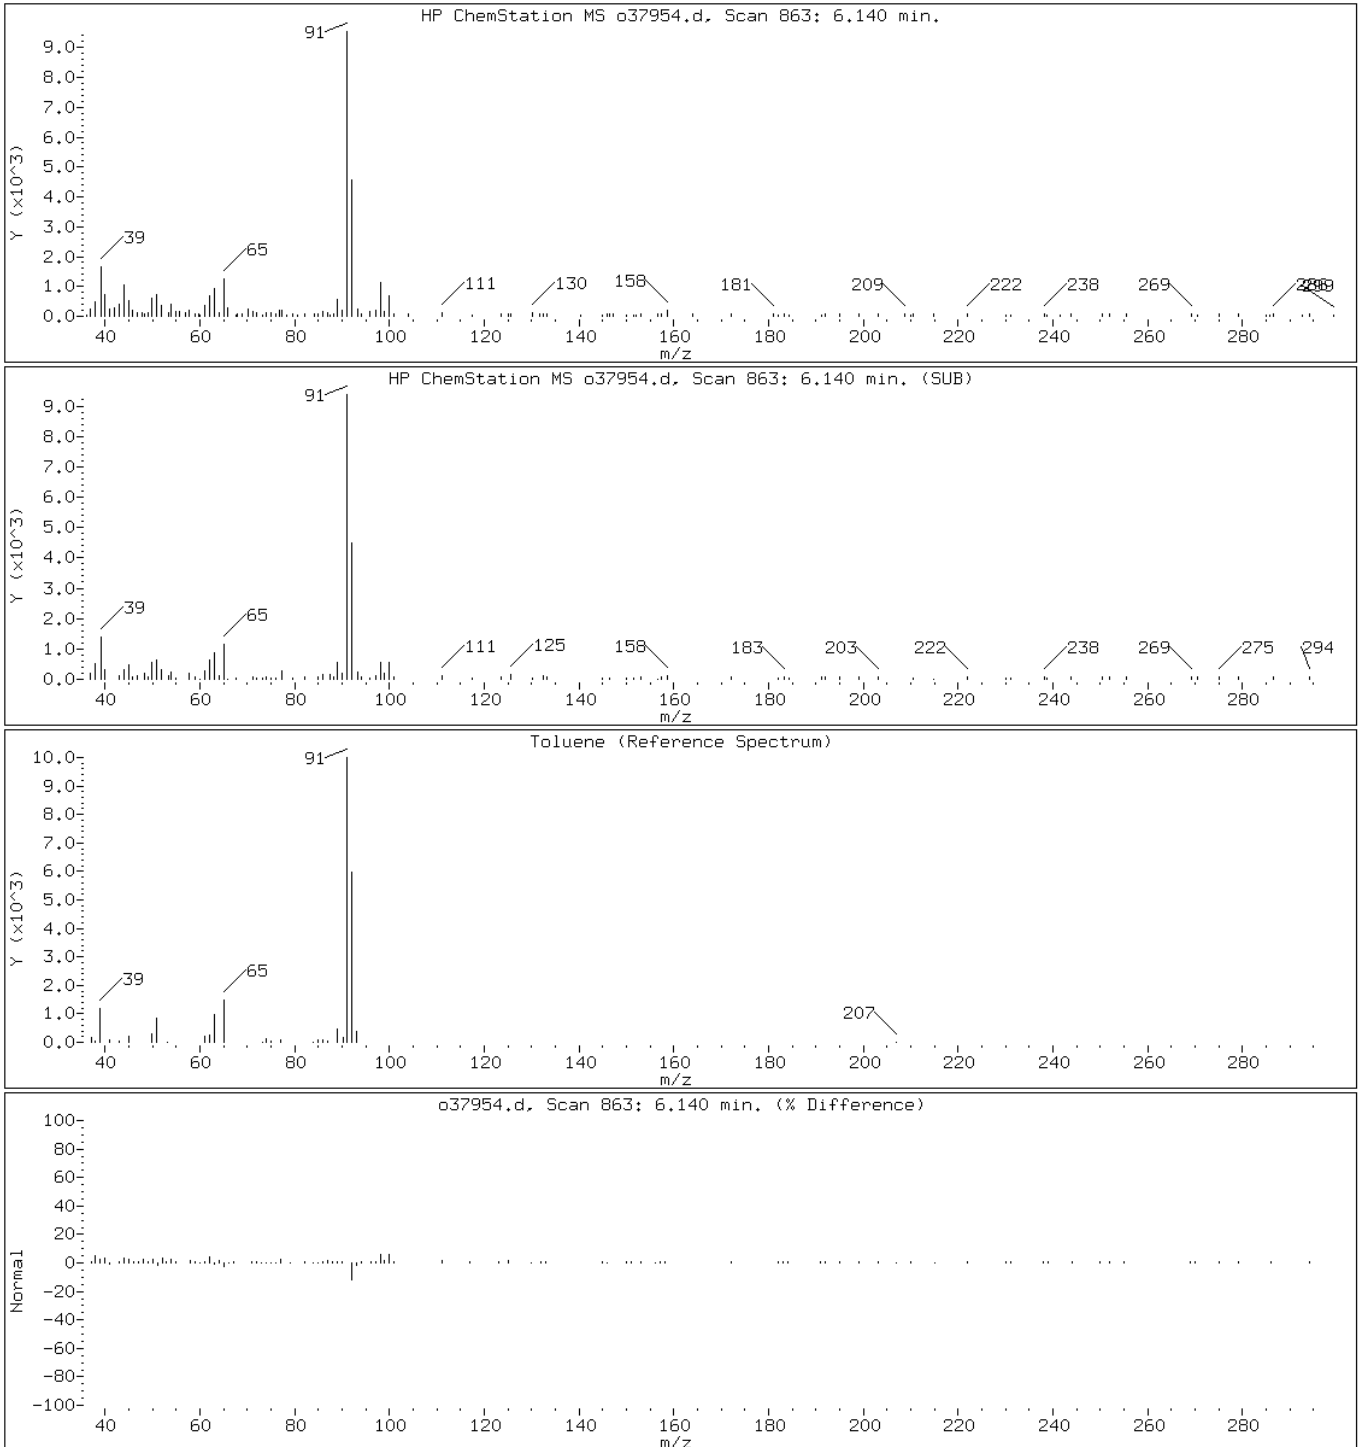 HP ChemStation MS o37954.d, Scan 863: 6.140 min.
91
9.0
8.0
7.0
6.0
5.0
4.0
3.0
2.0
1.0
0.0
Y (x10^3)
39 65
111 130 158 181 209 222 238 269 299
40 60 80 100 120 140 160 180 200 220 240 260 280
m/z
HP ChemStation MS o37954.d, Scan 863: 6.140 min. (SUB)
91
9.0
8.0
7.0
6.0
5.0
4.0
3.0
2.0
1.0
0.0
Y (x10^3)
39 65
111 125 158 183 203 222 238 269 275 294
40 60 80 100 120 140 160 180 200 220 240 260 280
m/z
Toluene (Reference Spectrum)
91
10.0
9.0
8.0
7.0
6.0
5.0
4.0
3.0
2.0
1.0
0.0
Y (x10^3)
39 65
207
40 60 80 100 120 140 160 180 200 220 240 260 280
m/z
o37954.d, Scan 863: 6.140 min. (% Difference)
100
80
60
40
20
0
-20
-40
-60
-80
-100
Normal
40 60 80 100 120 140 160 180 200 220 240 260 280
m/z